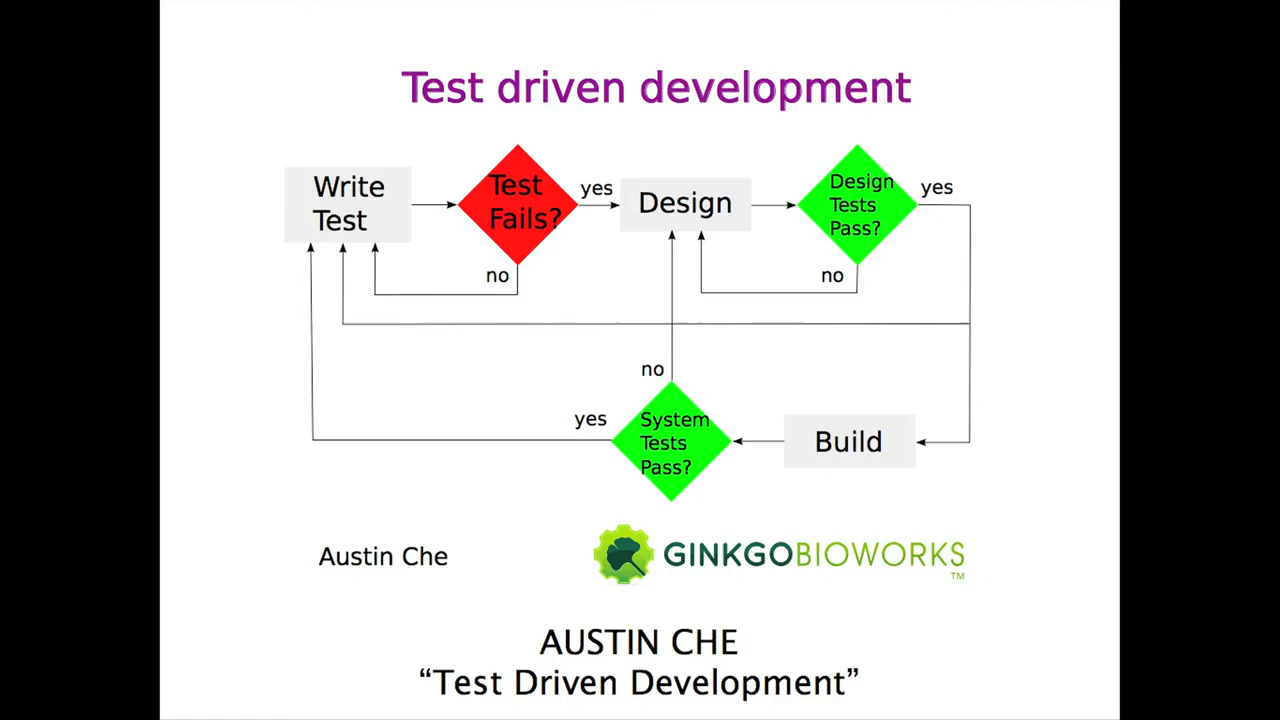 Test driven development
Write
Test
Test
Fails?
yes
no
Design
Design
Tests
Pass?
yes
no
no
yes
System
Tests
Pass?
Build
Austin Che
GINKGOBIOWORKS
TM
AUSTIN CHE
“Test Driven Development”